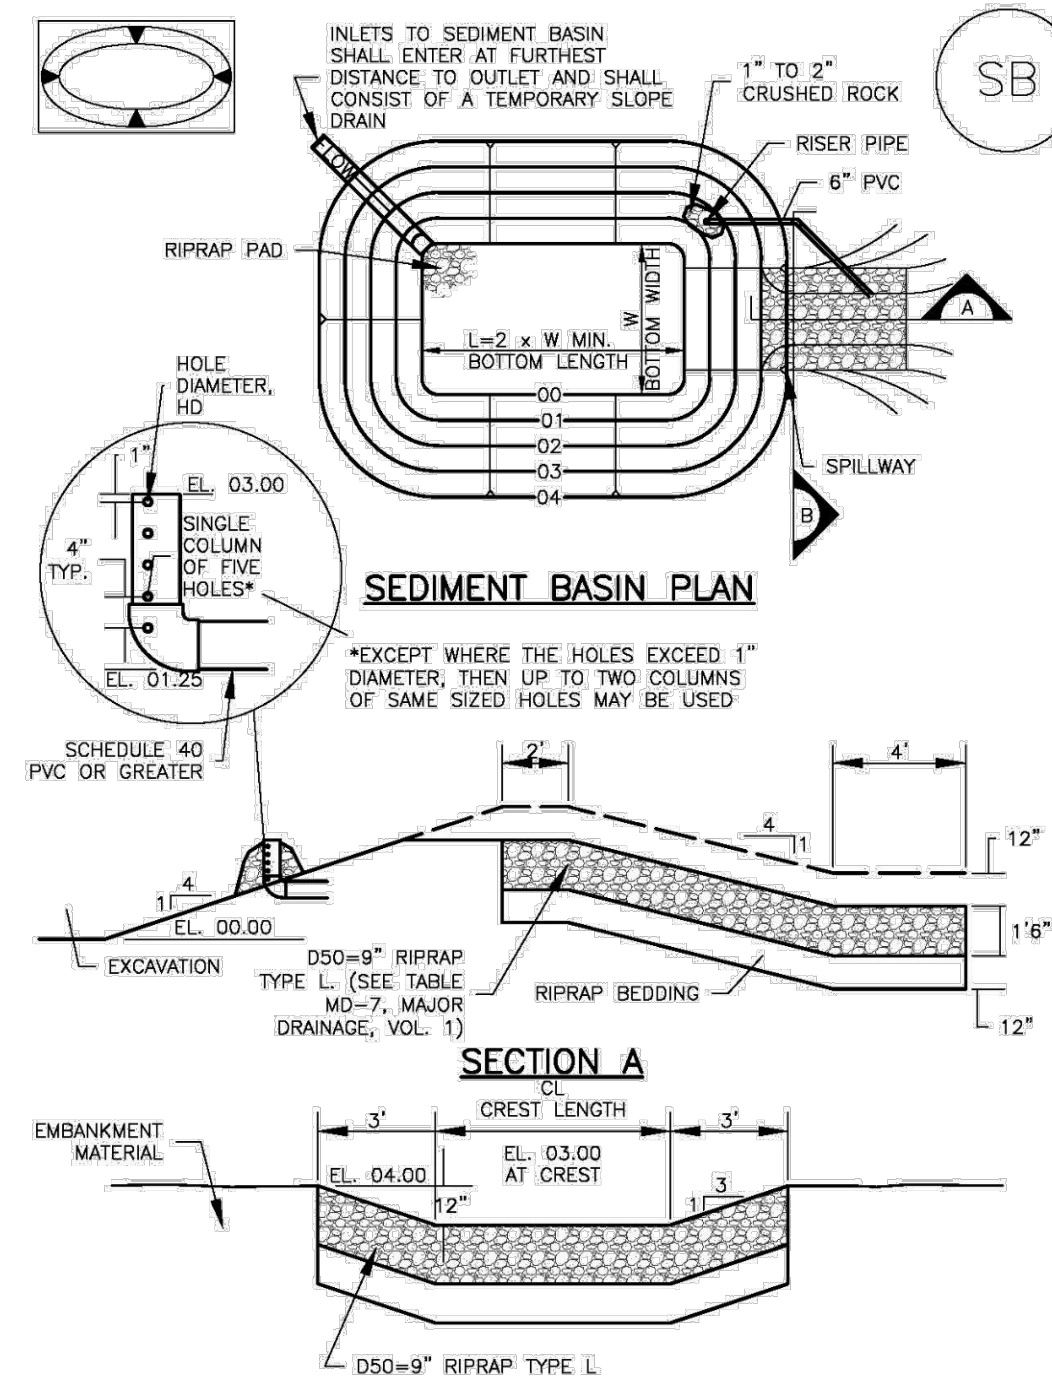 INLETS TO SEDIMENT BASIN
SHALL ENTER AT FURTHEST
DISTANCE TO OUTLET AND SHALL
CONSIST OF A TEMPORARY SLOPE
DRAIN
1" TO 2"
CRUSHED ROCK
SB
RISER PIPE
6" PVC
FLOW
RIPRAP PAD
W
BOTTOM WIDTH
A
L=2 x W MIN.
BOTTOM LENGTH
00
01
02
03
04
SPILLWAY
B
HOLE
DIAMETER,
HD
1"
EL. 03.00
4"
TYP.
SINGLE
COLUMN
OF FIVE
HOLES*
EL. 01.25
SEDIMENT BASIN PLAN
*EXCEPT WHERE THE HOLES EXCEED 1"
DIAMETER, THEN UP TO TWO COLUMNS
OF SAME SIZED HOLES MAY BE USED
SCHEDULE 40
PVC OR GREATER
2'
4'
4
1
12"
4
1
EL. 00.00
1'6"
EXCAVATION
D50=9" RIPRAP
TYPE L. (SEE TABLE
MD-7, MAJOR
DRAINAGE, VOL. 1)
RIPRAP BEDDING
12"
SECTION A
CL
CREST LENGTH
3'
3'
EMBANKMENT
MATERIAL
EL. 04.00
EL. 03.00
AT CREST
12"
3
1
D50=9" RIPRAP TYPE L